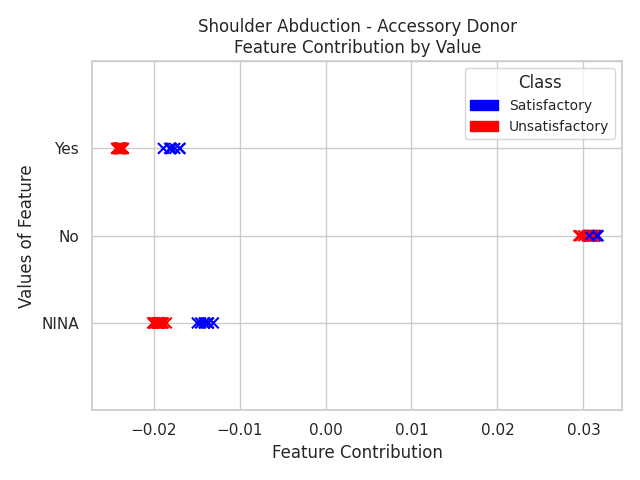 Shoulder Abduction - Accessory Donor
Feature Contribution by Value
Class
Satisfactory
Unsatisfactory
Values of Feature
Yes
No
NINA
−0.02
−0.01
0.00
0.01
0.02
0.03
Feature Contribution